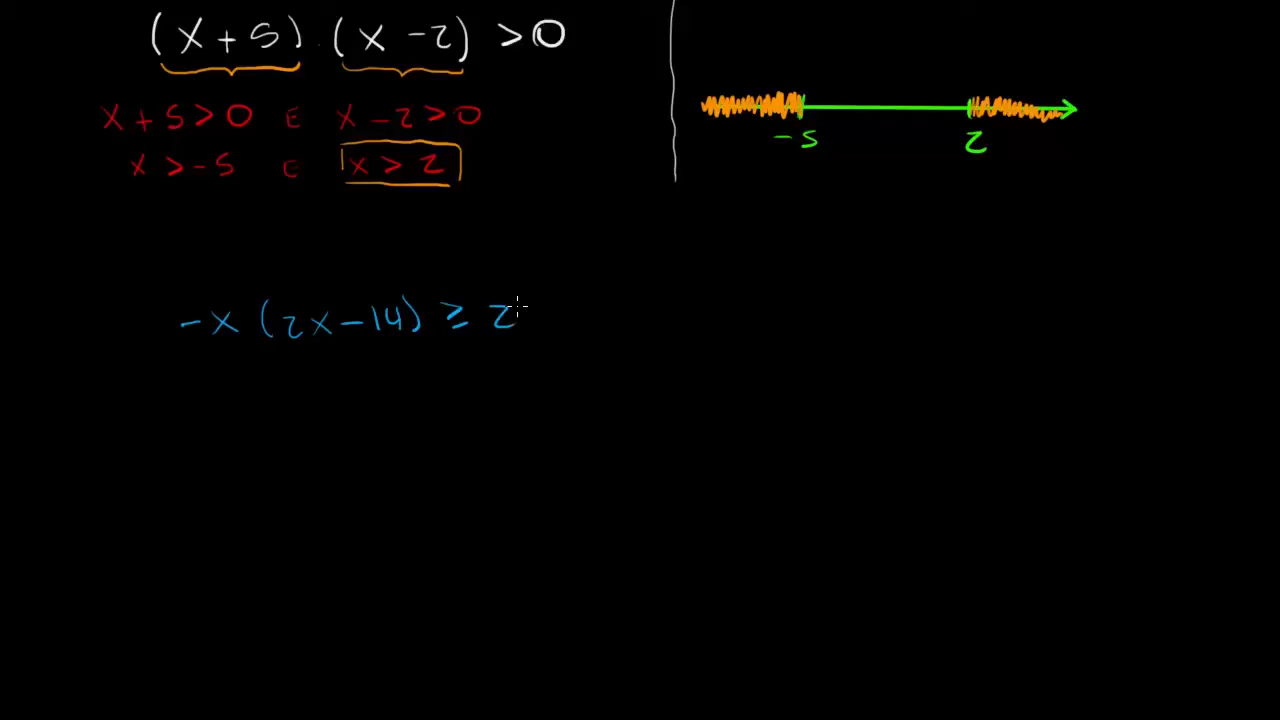 (x+5).(x-2) >0
x+5>0 E x-2>0
x>-5 E x>2
-5 2
-x(2x-14) ≥ 2